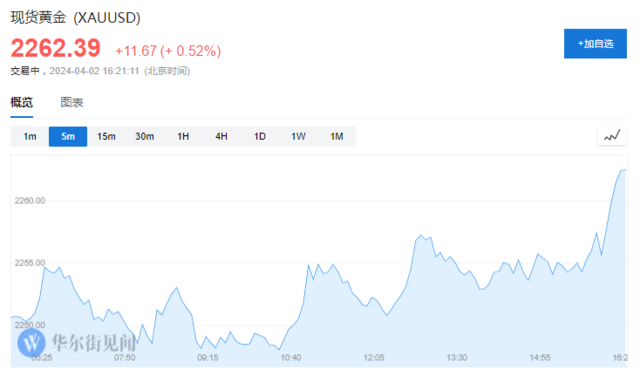 现货黄金 (XAUUSD)
2262.39 +11.67 (+ 0.52%)
+加自选
交易中，2024-04-02 16:21:11 (北京时间)
概览 图表
1m 5m 15m 30m 1H 4H 1D 1W 1M
2260.00
2255.00
2250.00
华尔街见闻
06:25 07:50 09:15 10:40 12:05 13:30 14:55 16:2